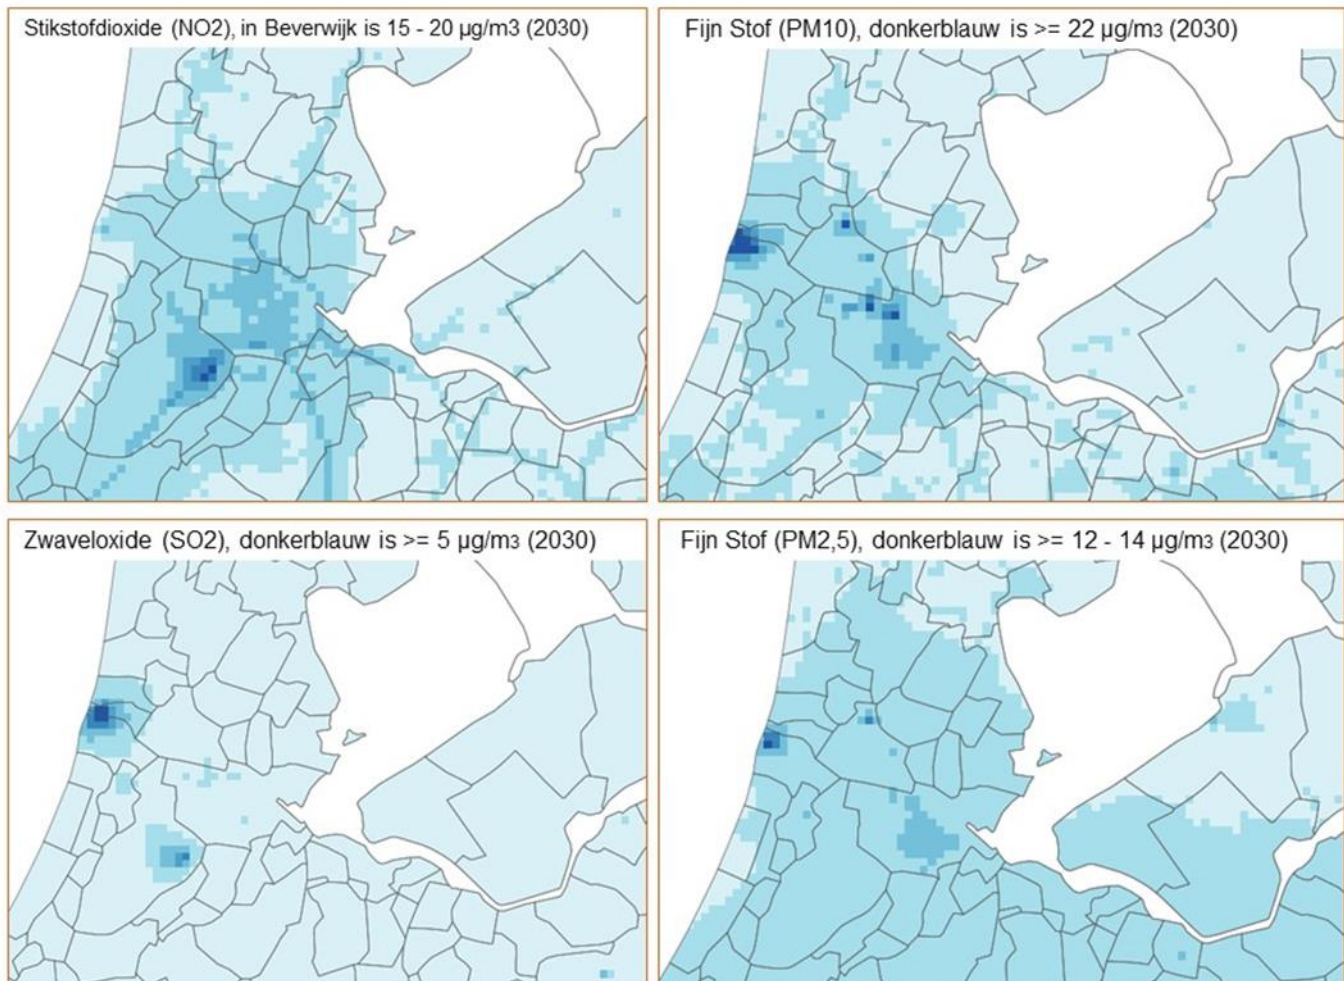 Stikstofdioxide (NO2), in Beverwijk is 15 - 20 µg/m3 (2030)
Fijn Stof (PM10), donkerblauw is >= 22 µg/m3 (2030)
Zwaveloxide (SO2), donkerblauw is >= 5 µg/m3 (2030)
Fijn Stof (PM2,5), donkerblauw is >= 12 - 14 µg/m3 (2030)